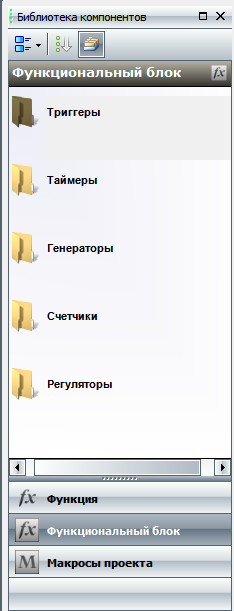 Библиотека компонентов
Функциональный блок
Триггеры
Таймеры
Генераторы
Счетчики
Регуляторы
Функция
Функциональный блок
Макросы проекта